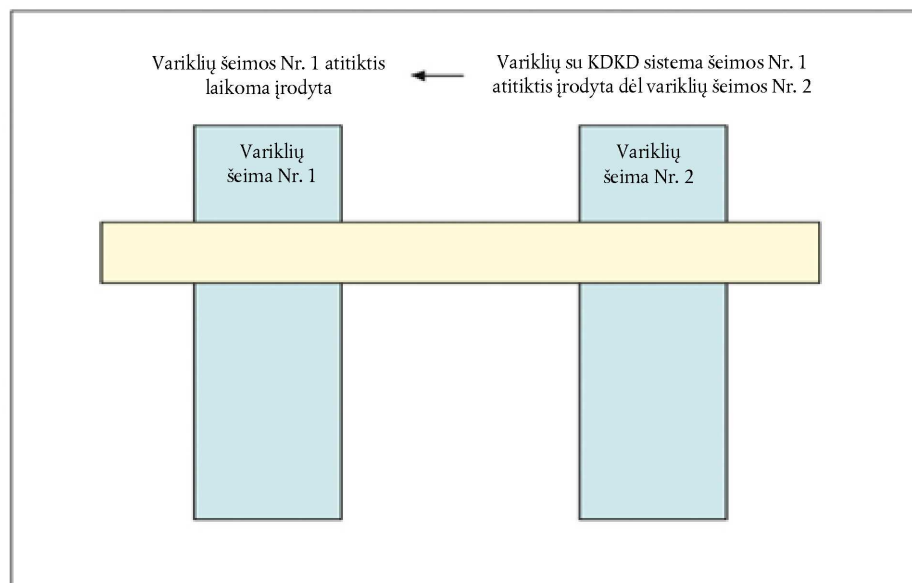 Variklių šeimos Nr. 1 atitiktis
laikoma įrodyta
Variklių su KDKD sistema šeimos Nr. 1
atitiktis įrodyta dėl variklių šeimos Nr. 2
Variklių
šeima Nr. 1
Variklių
šeima Nr. 2